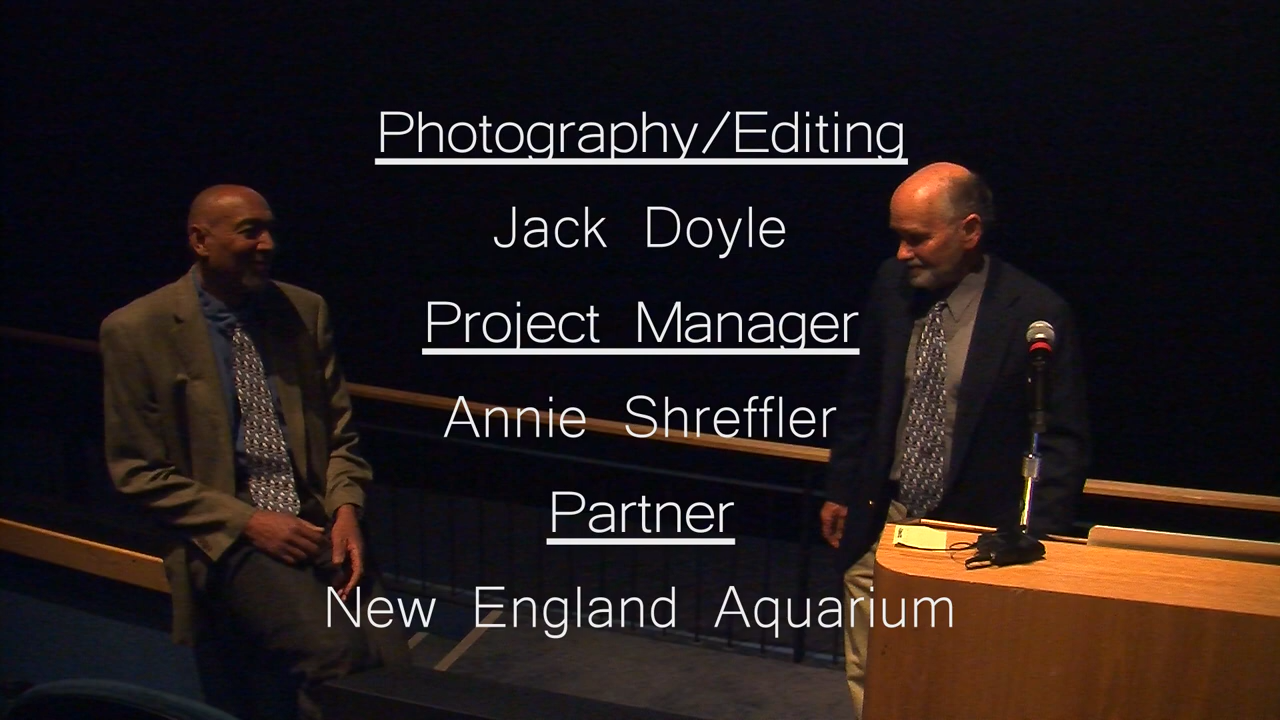 Photography/Editing
Jack Doyle
Project Manager
Annie Shreffler
Partner
New England Aquarium